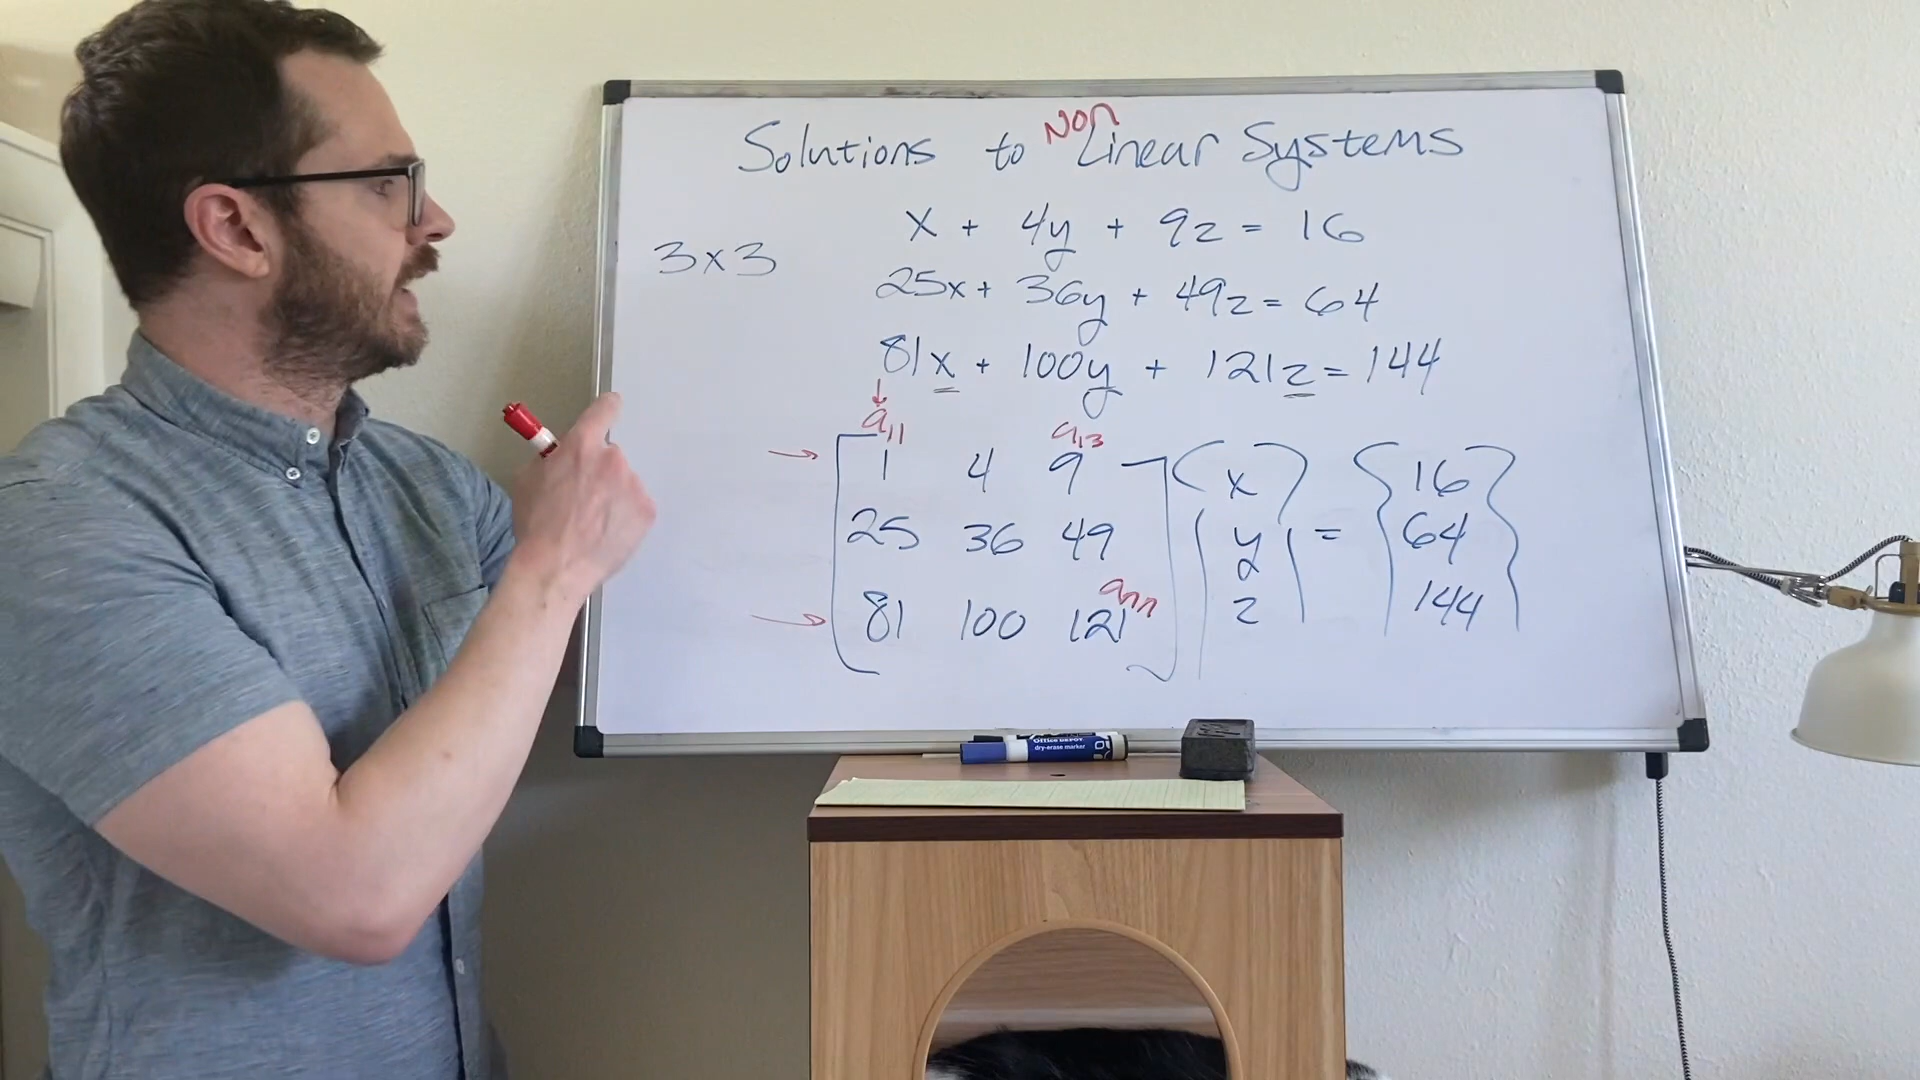 Solutions to Non Linear Systems
x + 4y + 9z = 16
3x3
25x + 36y + 49z = 64
81x + 100y + 121z = 144
a11 a13
1 4 9 x 16
25 36 49 y = 64
ann
81 100 121 z 144
Office DEPOT
dry-erase marker